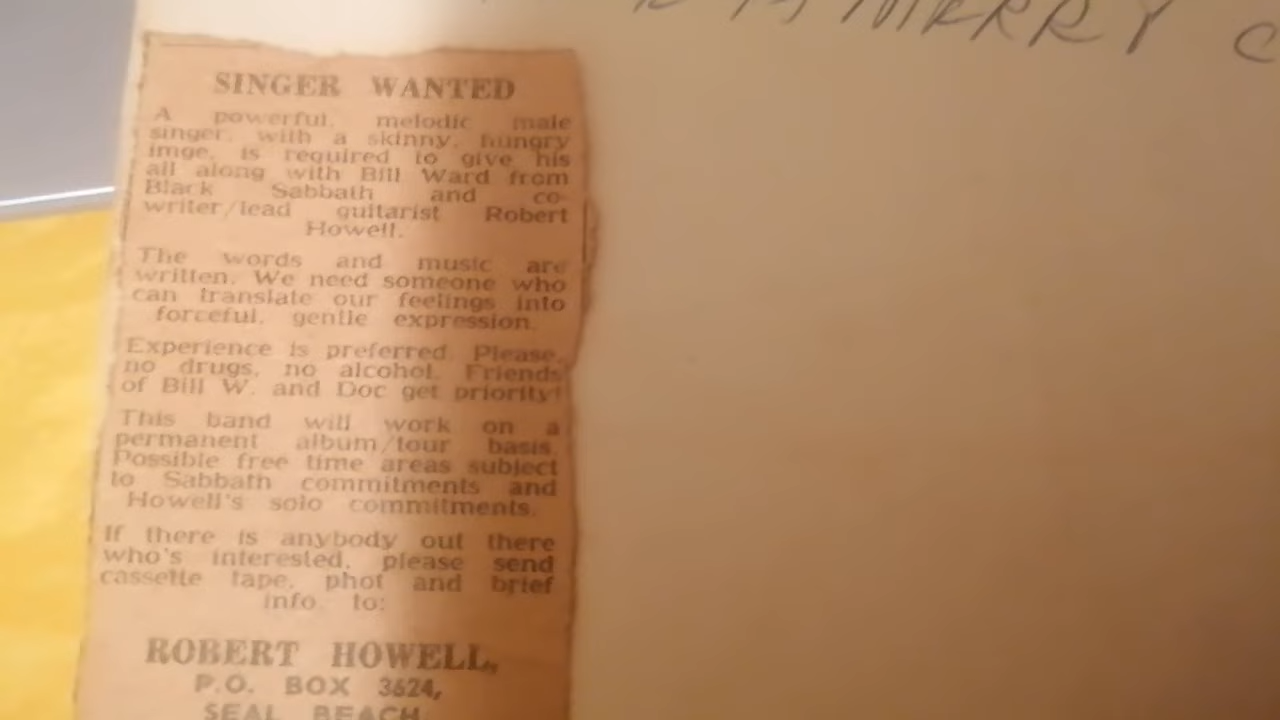 MERRY C
SINGER WANTED
A powerful, melodic male
singer, with a skinny, hungry
imge, is required to give his
all along with Bill Ward from
Black Sabbath and co-
writer/lead guitarist Robert
Howell.
The words and music are
written. We need someone who
can translate our feelings into
forceful, gentle expression.
Experience is preferred. Please,
no drugs, no alcohol. Friends
of Bill W. and Doc get priority!
This band will work on a
permanent album/tour basis.
Possible free time areas subject
to Sabbath commitments and
Howell's solo commitments.
If there is anybody out there
who's interested, please send
cassette tape, phot and brief
info. to:
ROBERT HOWELL,
P.O. BOX 3624,
SEAL BEACH,